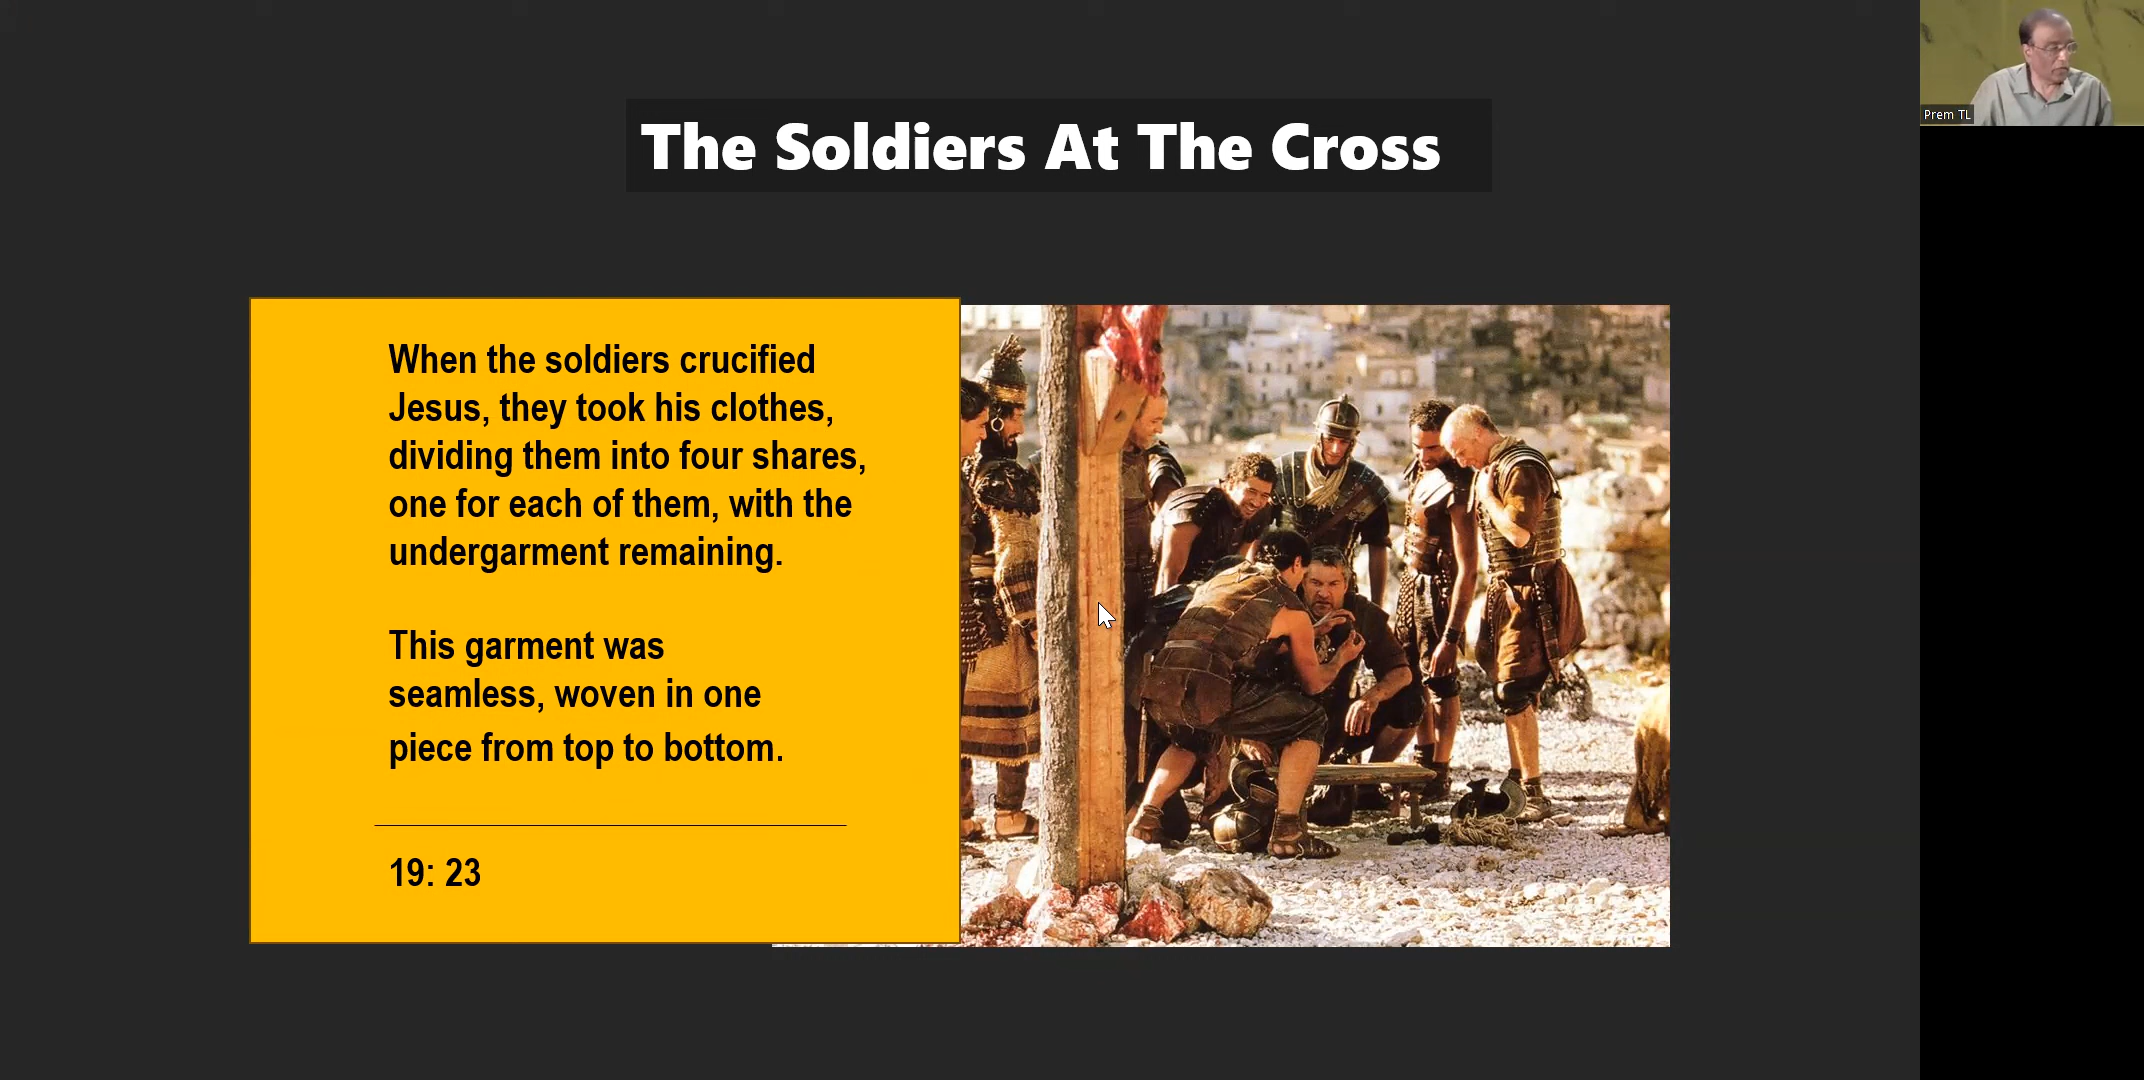 The Soldiers At The Cross
When the soldiers crucified
Jesus, they took his clothes,
dividing them into four shares,
one for each of them, with the
undergarment remaining.
This garment was
seamless, woven in one
piece from top to bottom.
19: 23
Prem TL